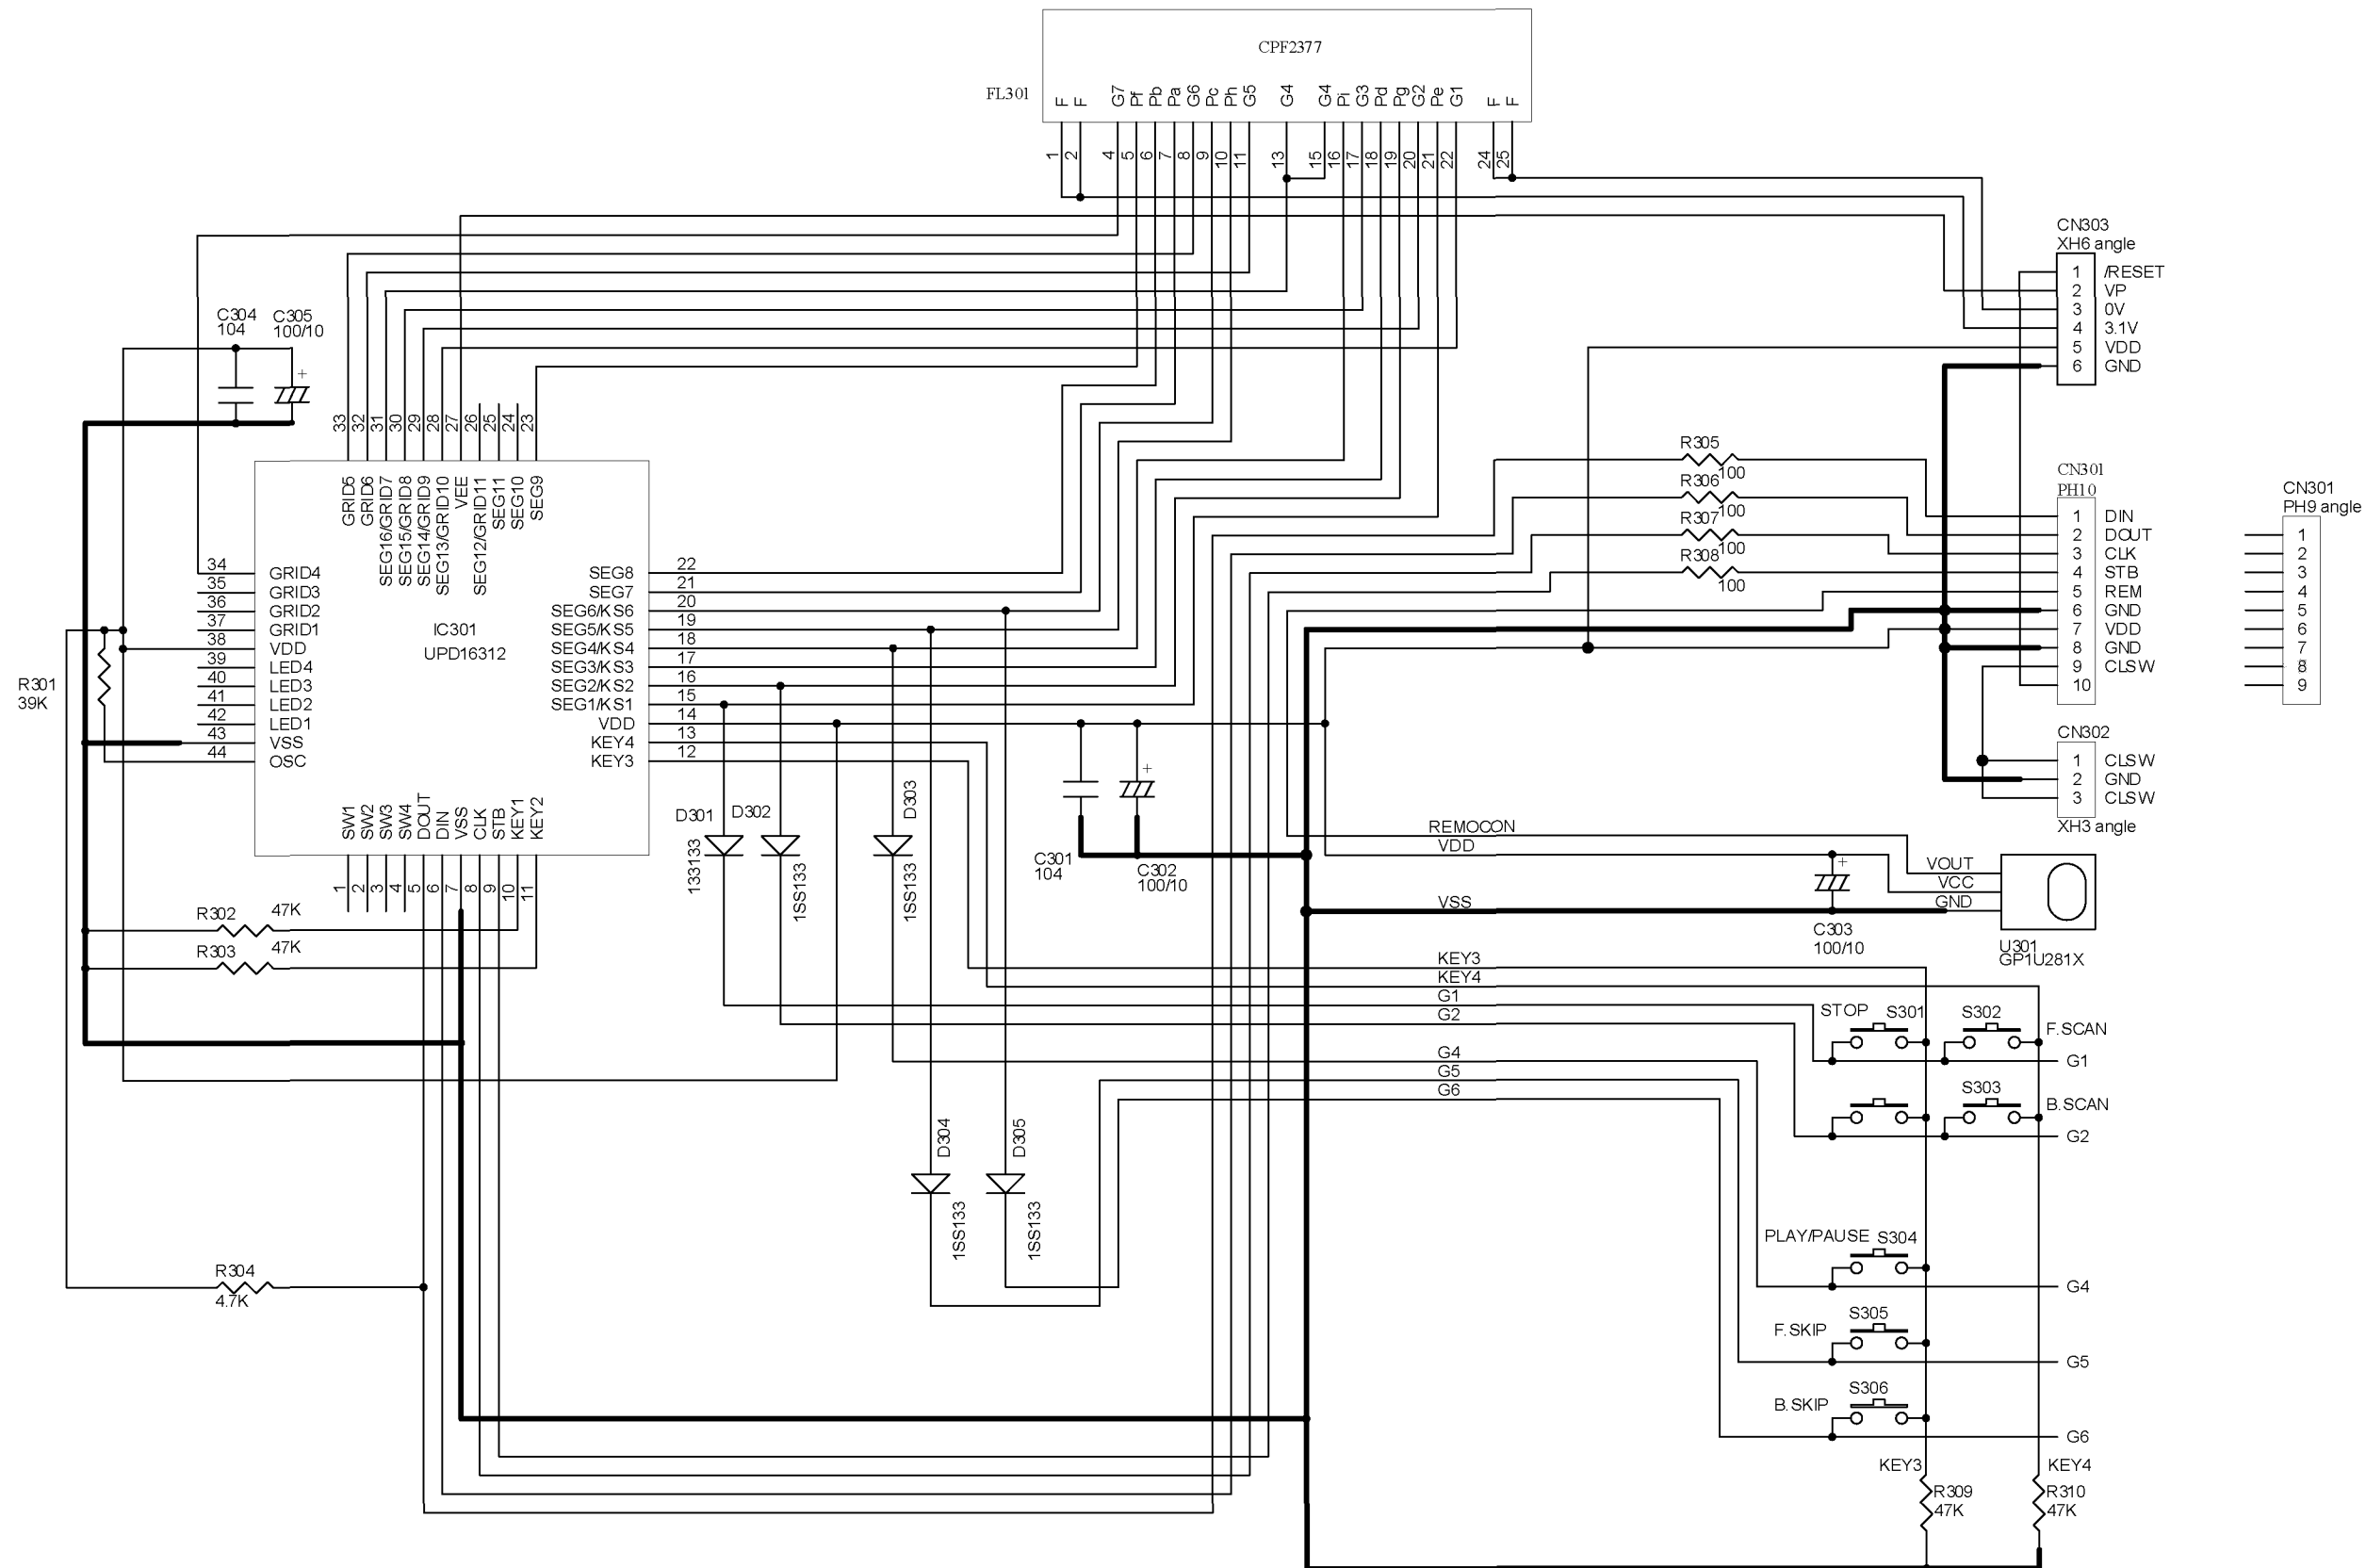 CPF2377
FL301
F
F
G7
Pf
Pb
Pa
G6
Pc
Ph
G5
G4
G4
Pi
G3
Pd
Pg
G2
Pe
G1
F
F
1
2
4
5
6
7
8
9
10
11
13
15
16
17
18
19
20
21
22
24
25
CN303
XH6 angle
1 /RESET
2 VP
3 0V
4 3.1V
5 VDD
6 GND
C304
104
C305
100/10
+
33
32
31
30
29
28
27
26
25
24
23
GRID5
GRID6
SEG16/GRID7
SEG15/GRID8
SEG14/GRID9
SEG13/GRID10
VEE
SEG12/GRID11
SEG11
SEG10
SEG9
R305
100
R306
100
R307
100
R308
100
CN301
PH10
1 DIN
2 DOUT
3 CLK
4 STB
5 REM
6 GND
7 VDD
8 GND
9 CLSW
10
CN301
PH9 angle
1
2
3
4
5
6
7
8
9
34 GRID4
35 GRID3
36 GRID2
37 GRID1
38 VDD
39 LED4
40 LED3
41 LED2
42 LED1
43 VSS
44 OSC
IC301
UPD16312
SEG8 22
SEG7 21
SEG6/KS6 20
SEG5/KS5 19
SEG4/KS4 18
SEG3/KS3 17
SEG2/KS2 16
SEG1/KS1 15
VDD 14
KEY4 13
KEY3 12
R301
39K
CN302
1 CLSW
2 GND
3 CLSW
XH3 angle
SW1
SW2
SW3
SW4
DOUT
DIN
VSS
CLK
STB
KEY1
KEY2
1
2
3
4
5
6
7
8
9
10
11
D301
133133
D302
1SS133
D303
1SS133
C301
104
+
C302
100/10
REMOCON
VDD
VSS
+
C303
100/10
VOUT
VCC
GND
U301
GP1U281X
R302 47K
R303 47K
KEY3
KEY4
G1
G2
G4
G5
G6
STOP S301
S302 F.SCAN
G1
S303 B.SCAN
G2
D304
1SS133
D305
1SS133
PLAY/PAUSE S304
G4
F.SKIP S305
G5
B.SKIP S306
G6
R304
4.7K
KEY3
R309
47K
KEY4
R310
47K